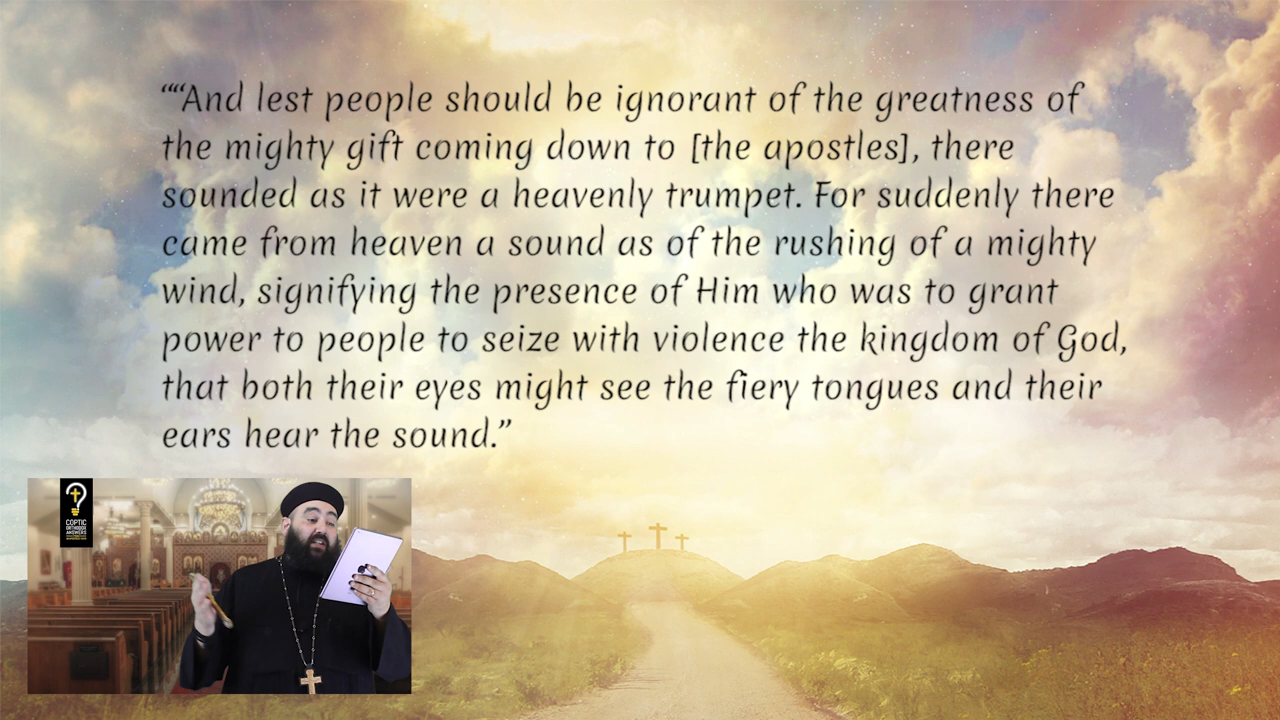 ““And lest people should be ignorant of the greatness of
the mighty gift coming down to [the apostles], there
sounded as it were a heavenly trumpet. For suddenly there
came from heaven a sound as of the rushing of a mighty
wind, signifying the presence of Him who was to grant
power to people to seize with violence the kingdom of God,
that both their eyes might see the fiery tongues and their
ears hear the sound.”
COPTIC
ORTHODOX
ANSWERS